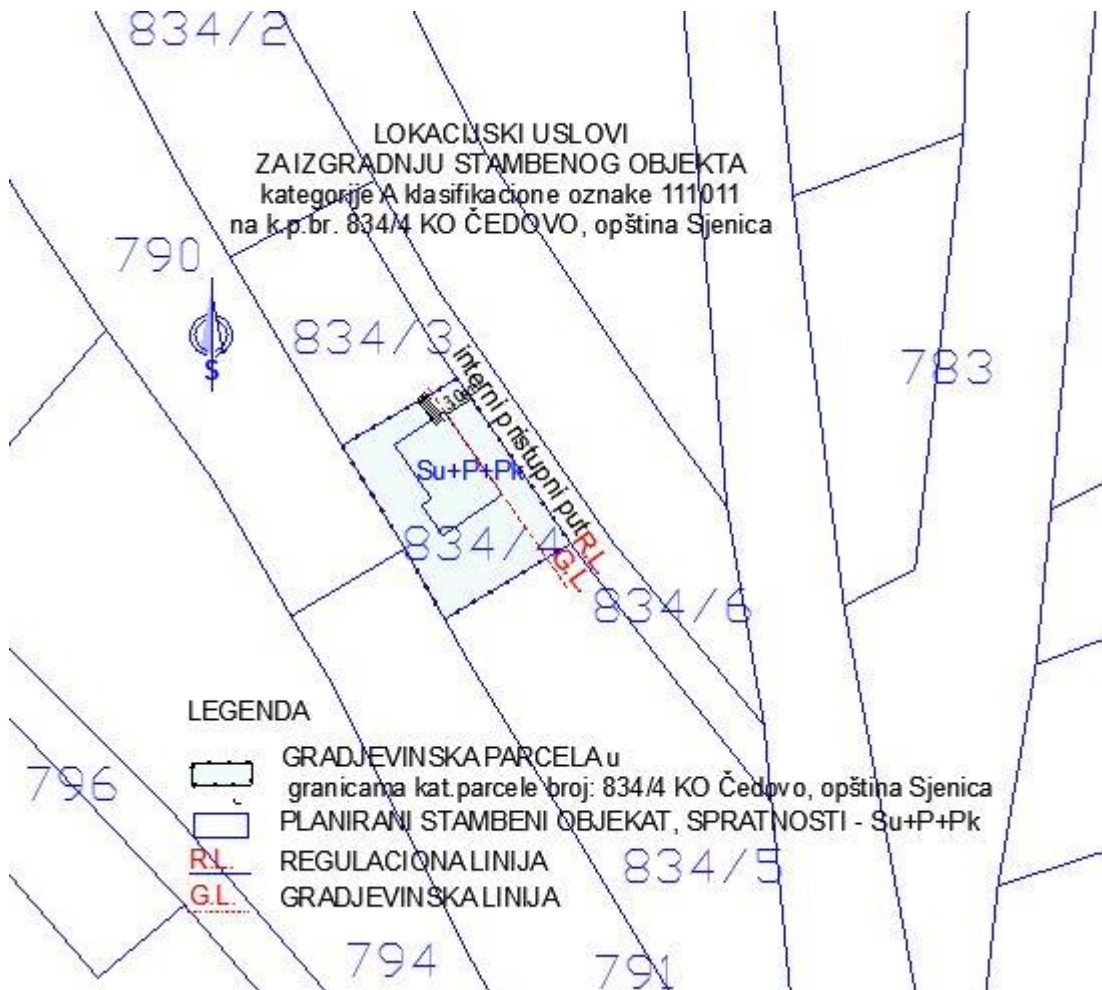 834/2
LOKACIJSKI USLOVI
ZA IZGRADNJU STAMBENOG OBJEKTA
kategorije A klasifikacione oznake 111011
na k.p.br. 834/4 KO ČEDOVO, opština Sjenica
790
S
834/3
783
interni pristupni put
3.0
Su+P+Pk
834/4
R.L.
G.L.
834/6
LEGENDA
GRADJEVINSKA PARCELA u
granicama kat.parcele broj: 834/4 KO Čedovo, opština Sjenica
796
PLANIRANI STAMBENI OBJEKAT, SPRATNOSTI - Su+P+Pk
R.L. REGULACIONA LINIJA
834/5
G.L. GRADJEVINSKA LINIJA
794
791